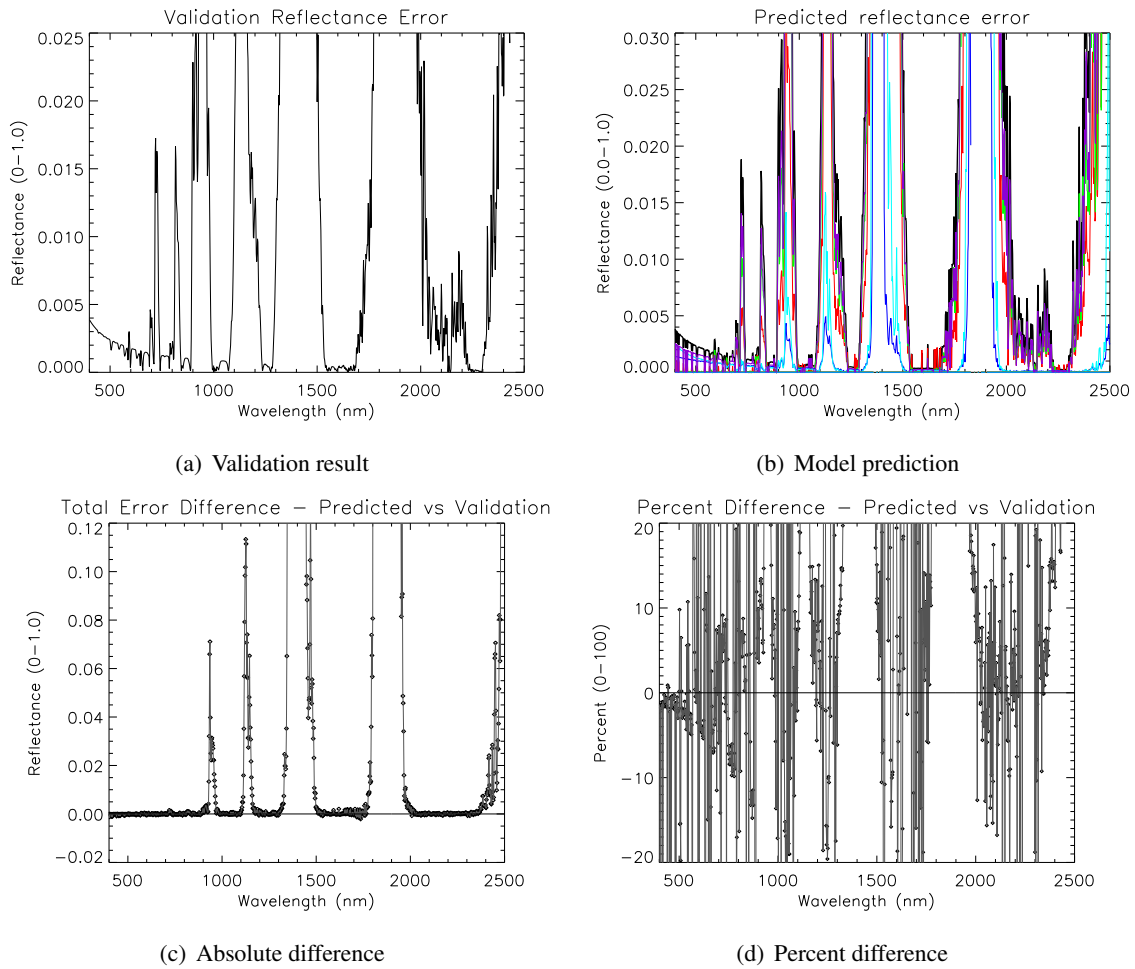 Validation Reflectance Error
Reflectance (0-1.0)
0.025
0.020
0.015
0.010
0.005
0.000
500 1000 1500 2000 2500
Wavelength (nm)
(a) Validation result
Predicted reflectance error
Reflectance (0.0-1.0)
0.030
0.025
0.020
0.015
0.010
0.005
0.000
500 1000 1500 2000 2500
Wavelength (nm)
(b) Model prediction
Total Error Difference - Predicted vs Validation
Reflectance (0-1.0)
0.12
0.10
0.08
0.06
0.04
0.02
0.00
-0.02
500 1000 1500 2000 2500
Wavelength (nm)
(c) Absolute difference
Percent Difference - Predicted vs Validation
Percent (0-100)
20
10
0
-10
-20
500 1000 1500 2000 2500
Wavelength (nm)
(d) Percent difference